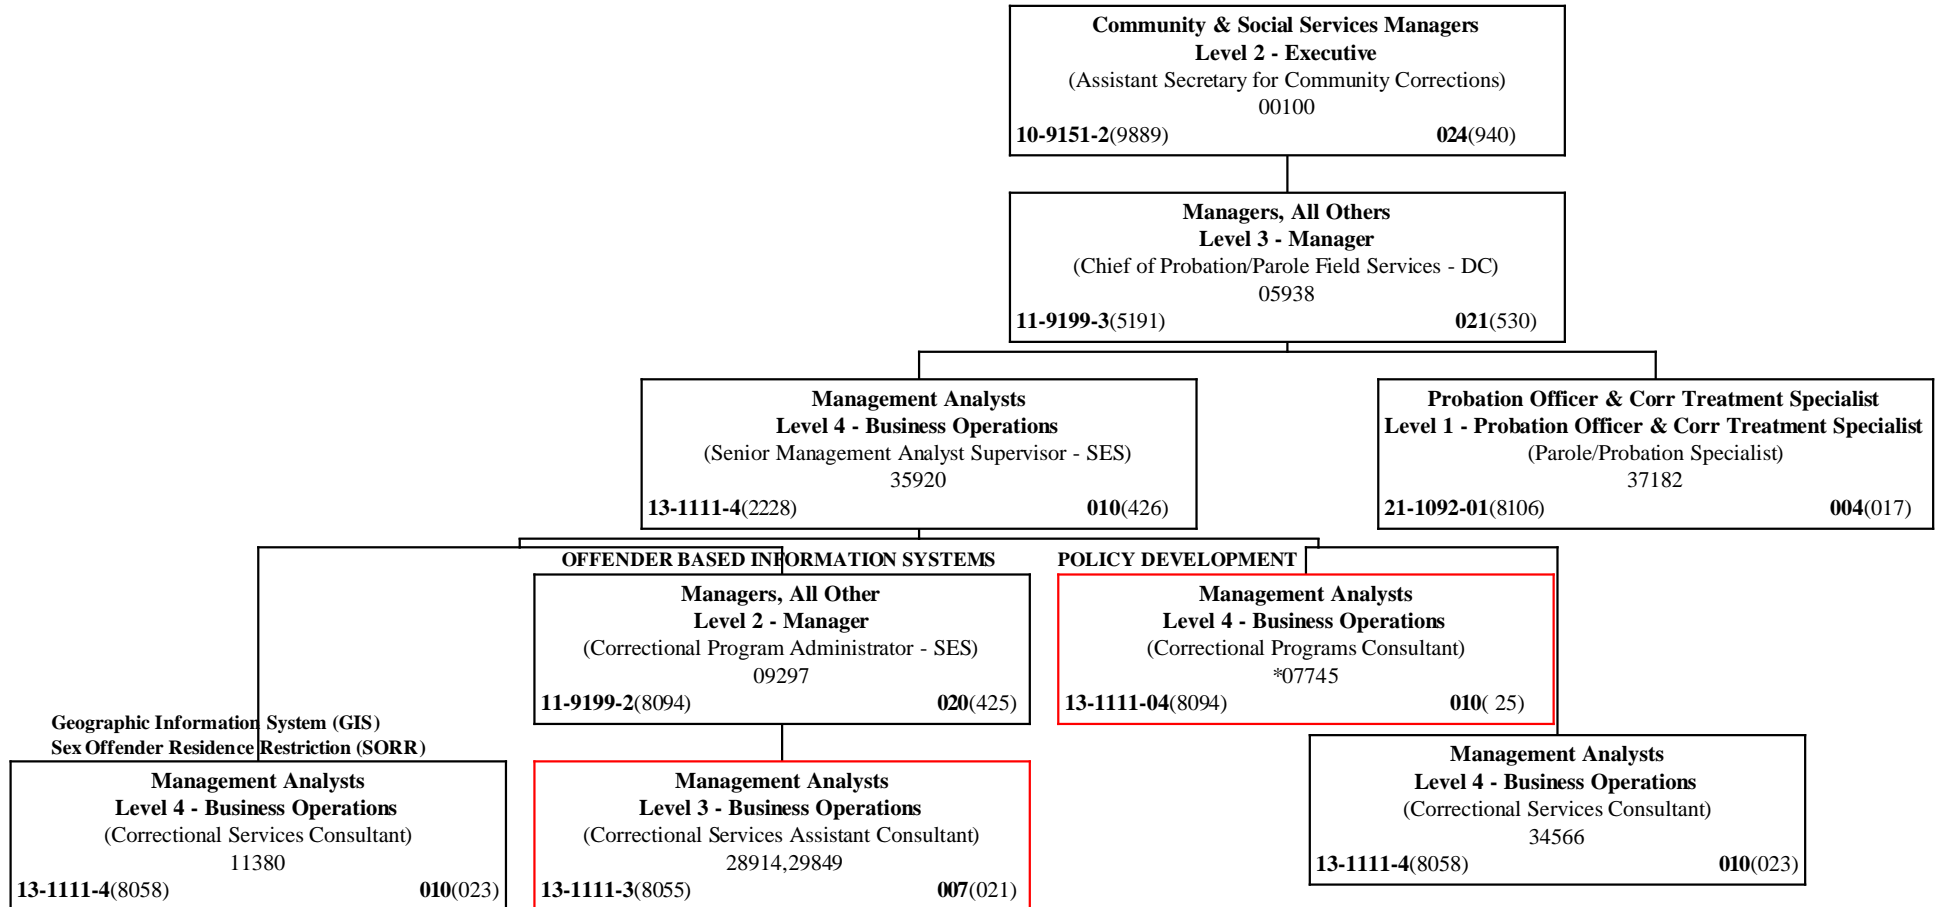 Community & Social Services Managers
Level 2 - Executive
(Assistant Secretary for Community Corrections)
00100
10-9151-2(9889) 024(940)
Managers, All Others
Level 3 - Manager
(Chief of Probation/Parole Field Services - DC)
05938
11-9199-3(5191) 021(530)
Management Analysts
Level 4 - Business Operations
(Senior Management Analyst Supervisor - SES)
35920
13-1111-4(2228) 010(426)
Probation Officer & Corr Treatment Specialist
Level 1 - Probation Officer & Corr Treatment Specialist
(Parole/Probation Specialist)
37182
21-1092-01(8106) 004(017)
OFFENDER BASED INFORMATION SYSTEMS
Managers, All Other
Level 2 - Manager
(Correctional Program Administrator - SES)
09297
11-9199-2(8094) 020(425)
POLICY DEVELOPMENT
Management Analysts
Level 4 - Business Operations
(Correctional Programs Consultant)
*07745
13-1111-04(8094) 010( 25)
Geographic Information System (GIS)
Sex Offender Residence Restriction (SORR)
Management Analysts
Level 4 - Business Operations
(Correctional Services Consultant)
11380
13-1111-4(8058) 010(023)
Management Analysts
Level 3 - Business Operations
(Correctional Services Assistant Consultant)
28914,29849
13-1111-3(8055) 007(021)
Management Analysts
Level 4 - Business Operations
(Correctional Services Consultant)
34566
13-1111-4(8058) 010(023)